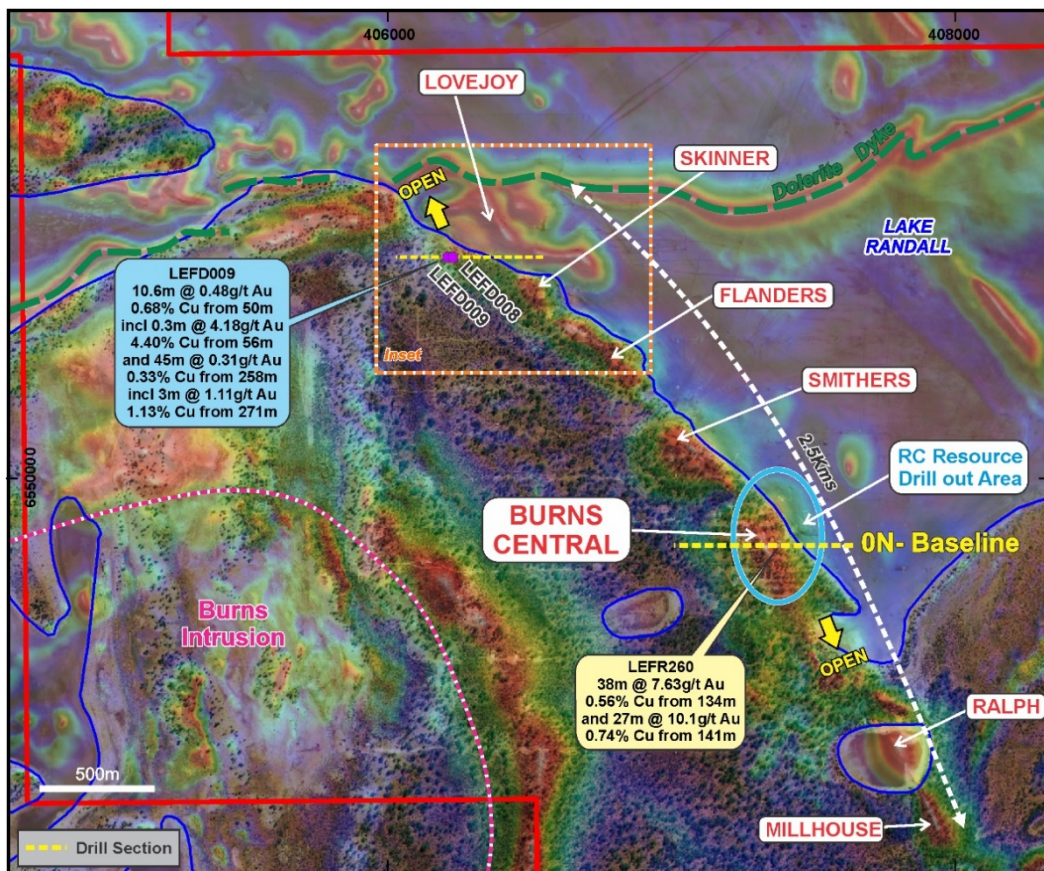 406000
408000
LOVEJOY
SKINNER
Dolerite Dyke
OPEN
LAKE
RANDALL
LEFD008
LEFD009
FLANDERS
Inset
LEFD009
10.6m @ 0.48g/t Au
0.68% Cu from 50m
incl 0.3m @ 4.18g/t Au
4.40% Cu from 56m
and 45m @ 0.31g/t Au
0.33% Cu from 258m
incl 3m @ 1.11g/t Au
1.13% Cu from 271m
SMITHERS
2.5Kms
6550000
RC Resource
Drill out Area
BURNS
CENTRAL
0N- Baseline
Burns
Intrusion
OPEN
LEFR260
38m @ 7.63g/t Au
0.56% Cu from 134m
and 27m @ 10.1g/t Au
0.74% Cu from 141m
RALPH
500m
MILLHOUSE
Drill Section